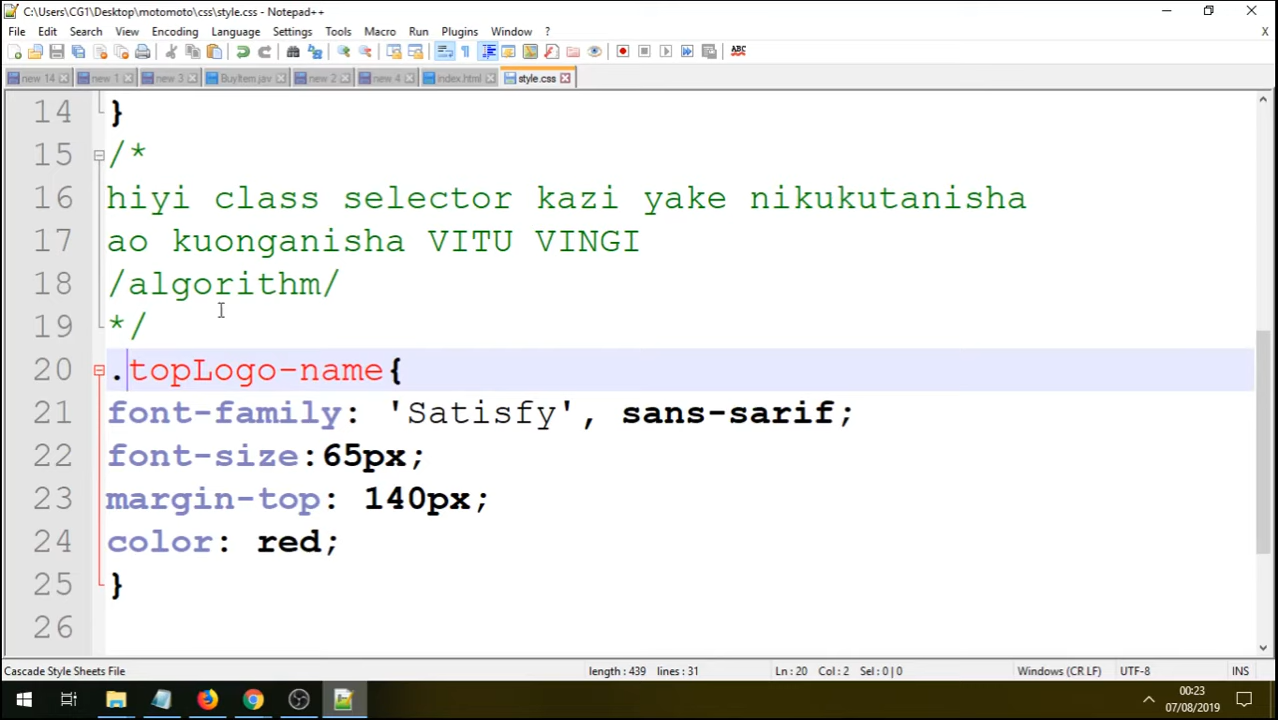 C:\Users\CG1\Desktop\motomoto\css\style.css - Notepad++
File Edit Search View Encoding Language Settings Tools Macro Run Plugins Window ? X
new 14 new 1 new 3 BuyItem.jav new 2 new 4 index.html style.css
14 }
15 /*
16 hiyi class selector kazi yake nikukutanisha
17 ao kuonganisha VITU VINGI
18 /algorithm/
19 */
20 .topLogo-name{
21 font-family: 'Satisfy', sans-sarif;
22 font-size:65px;
23 margin-top: 140px;
24 color: red;
25 }
26
Cascade Style Sheets File length : 439 lines : 31 Ln : 20 Col : 2 Sel : 0 | 0 Windows (CR LF) UTF-8 INS
00:23
07/08/2019